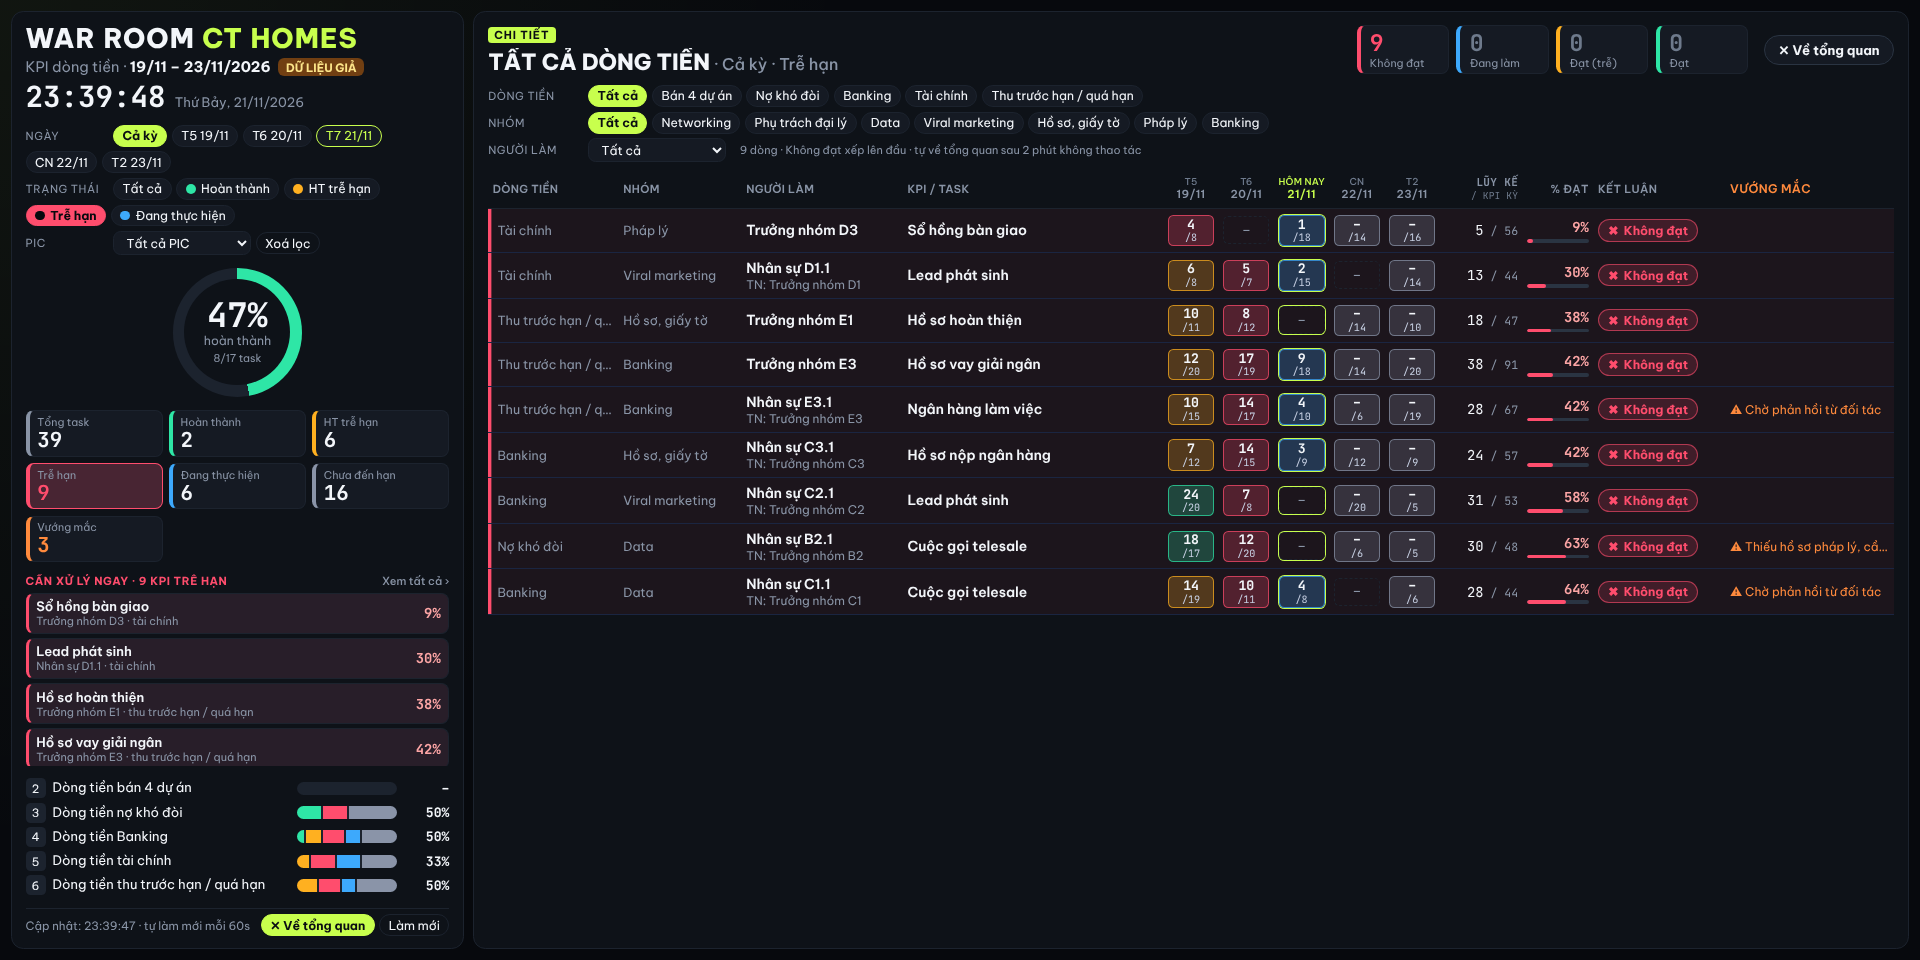 WAR ROOM CT HOMES
KPI dòng tiền · 19/11 – 23/11/2026 DỮ LIỆU GIẢ
23:39:48 Thứ Bảy, 21/11/2026
NGÀY Cả kỳ T5 19/11 T6 20/11 T7 21/11
CN 22/11 T2 23/11
TRẠNG THÁI Tất cả Hoàn thành HT trễ hạn
Trễ hạn Đang thực hiện
PIC Tất cả PIC Xoá lọc
47%
hoàn thành
8/17 task
Tổng task Hoàn thành HT trễ hạn
39 2 6
Trễ hạn Đang thực hiện Chưa đến hạn
9 6 16
Vướng mắc
3
CẦN XỬ LÝ NGAY · 9 KPI TRỄ HẠN Xem tất cả ›
Sổ hồng bàn giao 9%
Trưởng nhóm D3 · tài chính
Lead phát sinh 30%
Nhân sự D1.1 · tài chính
Hồ sơ hoàn thiện 38%
Trưởng nhóm E1 · thu trước hạn / quá hạn
Hồ sơ vay giải ngân 42%
Trưởng nhóm E3 · thu trước hạn / quá hạn
2 Dòng tiền bán 4 dự án –
3 Dòng tiền nợ khó đòi 50%
4 Dòng tiền Banking 50%
5 Dòng tiền tài chính 33%
6 Dòng tiền thu trước hạn / quá hạn 50%
Cập nhật: 23:39:47 · tự làm mới mỗi 60s ✕ Về tổng quan Làm mới
CHI TIẾT
TẤT CẢ DÒNG TIỀN · Cả kỳ · Trễ hạn
9 Không đạt
0 Đang làm
0 Đạt (trễ)
0 Đạt
✕ Về tổng quan
DÒNG TIỀN Tất cả Bán 4 dự án Nợ khó đòi Banking Tài chính Thu trước hạn / quá hạn
NHÓM Tất cả Networking Phụ trách đại lý Data Viral marketing Hồ sơ, giấy tờ Pháp lý Banking
NGƯỜI LÀM Tất cả 9 dòng · Không đạt xếp lên đầu · tự về tổng quan sau 2 phút không thao tác
DÒNG TIỀN NHÓM NGƯỜI LÀM KPI / TASK T5 19/11 T6 20/11 HÔM NAY 21/11 CN 22/11 T2 23/11 LŨY KẾ / KPI KỲ % ĐẠT KẾT LUẬN VƯỚNG MẮC
Tài chính Pháp lý Trưởng nhóm D3 Sổ hồng bàn giao 4 /8 – 1 /18 – /14 – /16 5 / 56 9% ✖ Không đạt
Tài chính Viral marketing Nhân sự D1.1 TN: Trưởng nhóm D1 Lead phát sinh 6 /8 5 /7 2 /15 – – /14 13 / 44 30% ✖ Không đạt
Thu trước hạn / q... Hồ sơ, giấy tờ Trưởng nhóm E1 Hồ sơ hoàn thiện 10 /11 8 /12 – – /14 – /10 18 / 47 38% ✖ Không đạt
Thu trước hạn / q... Banking Trưởng nhóm E3 Hồ sơ vay giải ngân 12 /20 17 /19 9 /18 – /14 – /20 38 / 91 42% ✖ Không đạt
Thu trước hạn / q... Banking Nhân sự E3.1 TN: Trưởng nhóm E3 Ngân hàng làm việc 10 /15 14 /17 4 /10 – /6 – /19 28 / 67 42% ✖ Không đạt ⚠ Chờ phản hồi từ đối tác
Banking Hồ sơ, giấy tờ Nhân sự C3.1 TN: Trưởng nhóm C3 Hồ sơ nộp ngân hàng 7 /12 14 /15 3 /9 – /12 – /9 24 / 57 42% ✖ Không đạt
Banking Viral marketing Nhân sự C2.1 TN: Trưởng nhóm C2 Lead phát sinh 24 /20 7 /8 – – /20 – /5 31 / 53 58% ✖ Không đạt
Nợ khó đòi Data Nhân sự B2.1 TN: Trưởng nhóm B2 Cuộc gọi telesale 18 /17 12 /20 – – /6 – /5 30 / 48 63% ✖ Không đạt ⚠ Thiếu hồ sơ pháp lý, cầ...
Banking Data Nhân sự C1.1 TN: Trưởng nhóm C1 Cuộc gọi telesale 14 /19 10 /11 4 /8 – – /6 28 / 44 64% ✖ Không đạt ⚠ Chờ phản hồi từ đối tác